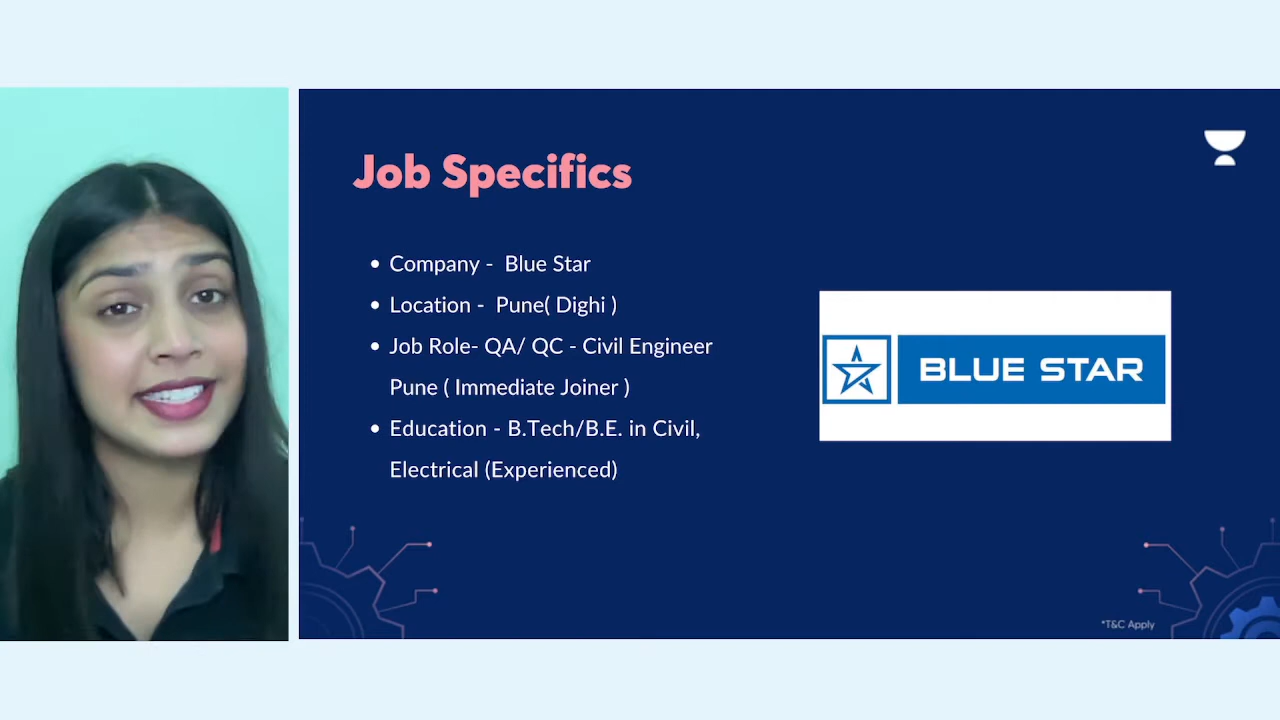 Job Specifics
Company - Blue Star
Location - Pune( Dighi )
Job Role- QA/ QC - Civil Engineer
Pune ( Immediate Joiner )
Education - B.Tech/B.E. in Civil,
Electrical (Experienced)
BLUE STAR
*T&C Apply